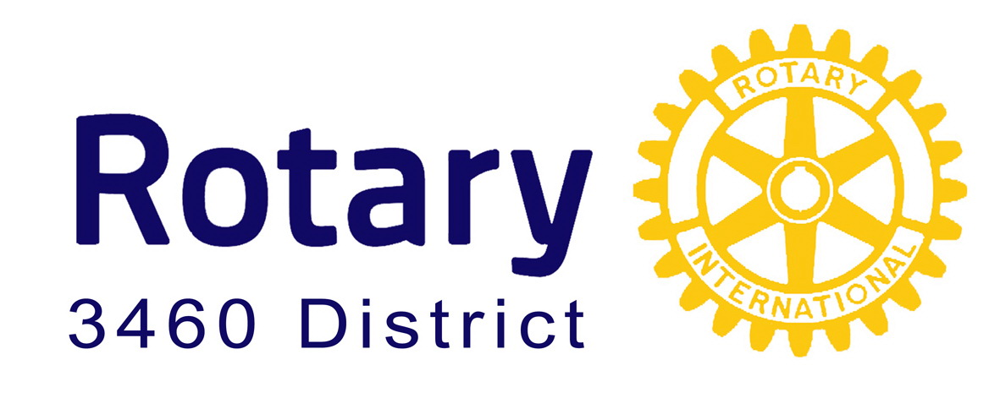 Rotary
3460 District
ROTARY
INTERNATIONAL